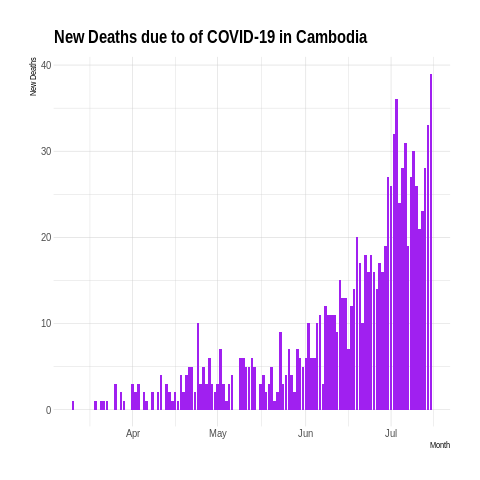 New Deaths due to of COVID-19 in Cambodia
New Deaths
40
30
20
10
0
Apr
May
Jun
Jul
Month